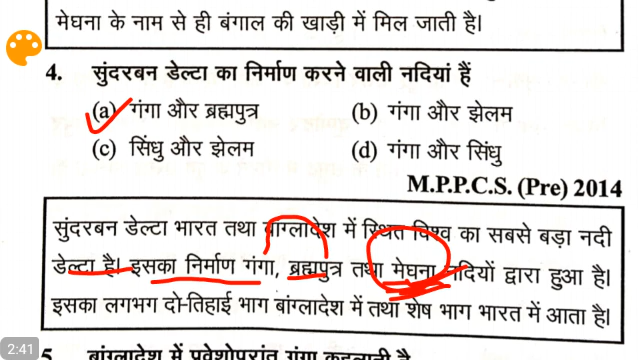 मेघना के नाम से ही बंगाल की खाड़ी में मिल जाती है।
4. सुंदरबन डेल्टा का निर्माण करने वाली नदियां हैं
(a) गंगा और ब्रह्मपुत्र (b) गंगा और झेलम
(c) सिंधु और झेलम (d) गंगा और सिंधु
M.P.P.C.S. (Pre) 2014
सुंदरबन डेल्टा भारत तथा बांग्लादेश में स्थित विश्व का सबसे बड़ा नदी
डेल्टा है। इसका निर्माण गंगा, ब्रह्मपुत्र तथा मेघना नदियों द्वारा हुआ है।
इसका लगभग दो-तिहाई भाग बांग्लादेश में तथा शेष भाग भारत में आता है।
2:41
5. बांग्लादेश में प्रवेशोपरांत गंगा कहलाती है